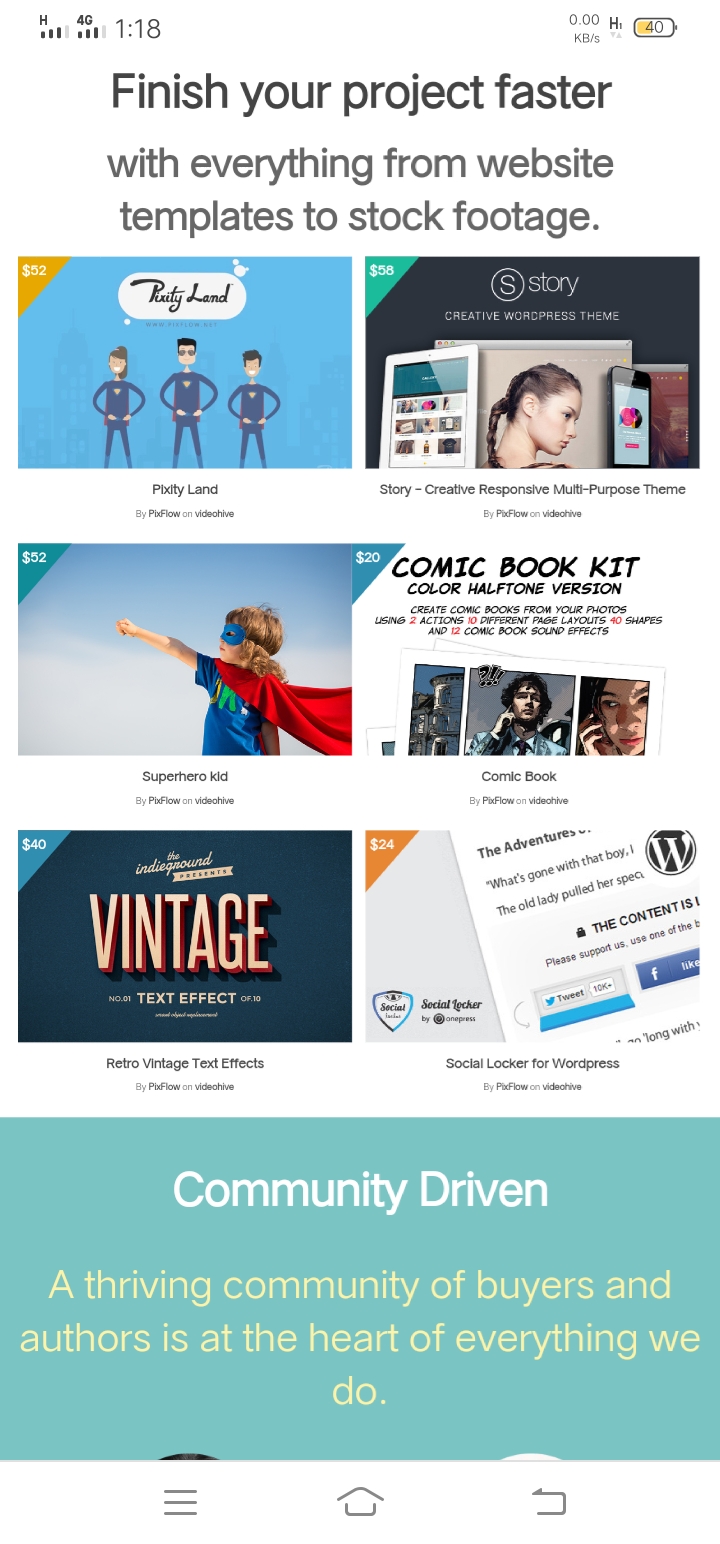 H 4G 1:18 0.00 KB/s H1 40
Finish your project faster
with everything from website
templates to stock footage.
$52
Pixity Land
WWW.PIXFLOW.NET
Pixity Land
By PixFlow on videohive
$58
S story
CREATIVE WORDPRESS THEME
Story - Creative Responsive Multi-Purpose Theme
By PixFlow on videohive
$52
Superhero kid
By PixFlow on videohive
$20
COMIC BOOK KIT
COLOR HALFTONE VERSION
CREATE COMIC BOOKS FROM YOUR PHOTOS
USING 2 ACTIONS 10 DIFFERENT PAGE LAYOUTS 40 SHAPES
AND 12 COMIC BOOK SOUND EFFECTS
?!!
Comic Book
By PixFlow on videohive
$40
the
indieground
PRESENTS
VINTAGE
NO.01 TEXT EFFECT OF.10
smart object replacement
Retro Vintage Text Effects
By PixFlow on videohive
$24
The Adventures
"What's gone with that boy, I
The old lady pulled her
THE CONTENT IS
Please support us, use one of the
Tweet 10K+
f like
'long with
Social
Locker
Social Locker
by onepress
Social Locker for Wordpress
By PixFlow on videohive
Community Driven
A thriving community of buyers and
authors is at the heart of everything we
do.